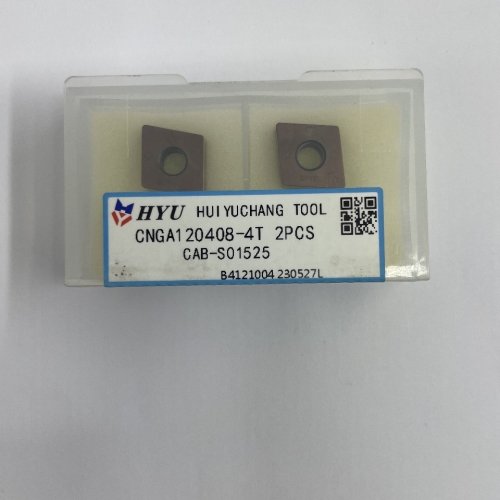 HYU HUIYUCHANG TOOL
CNGA120408-4T 2PCS
CAB-S01525
B4121004 230527L